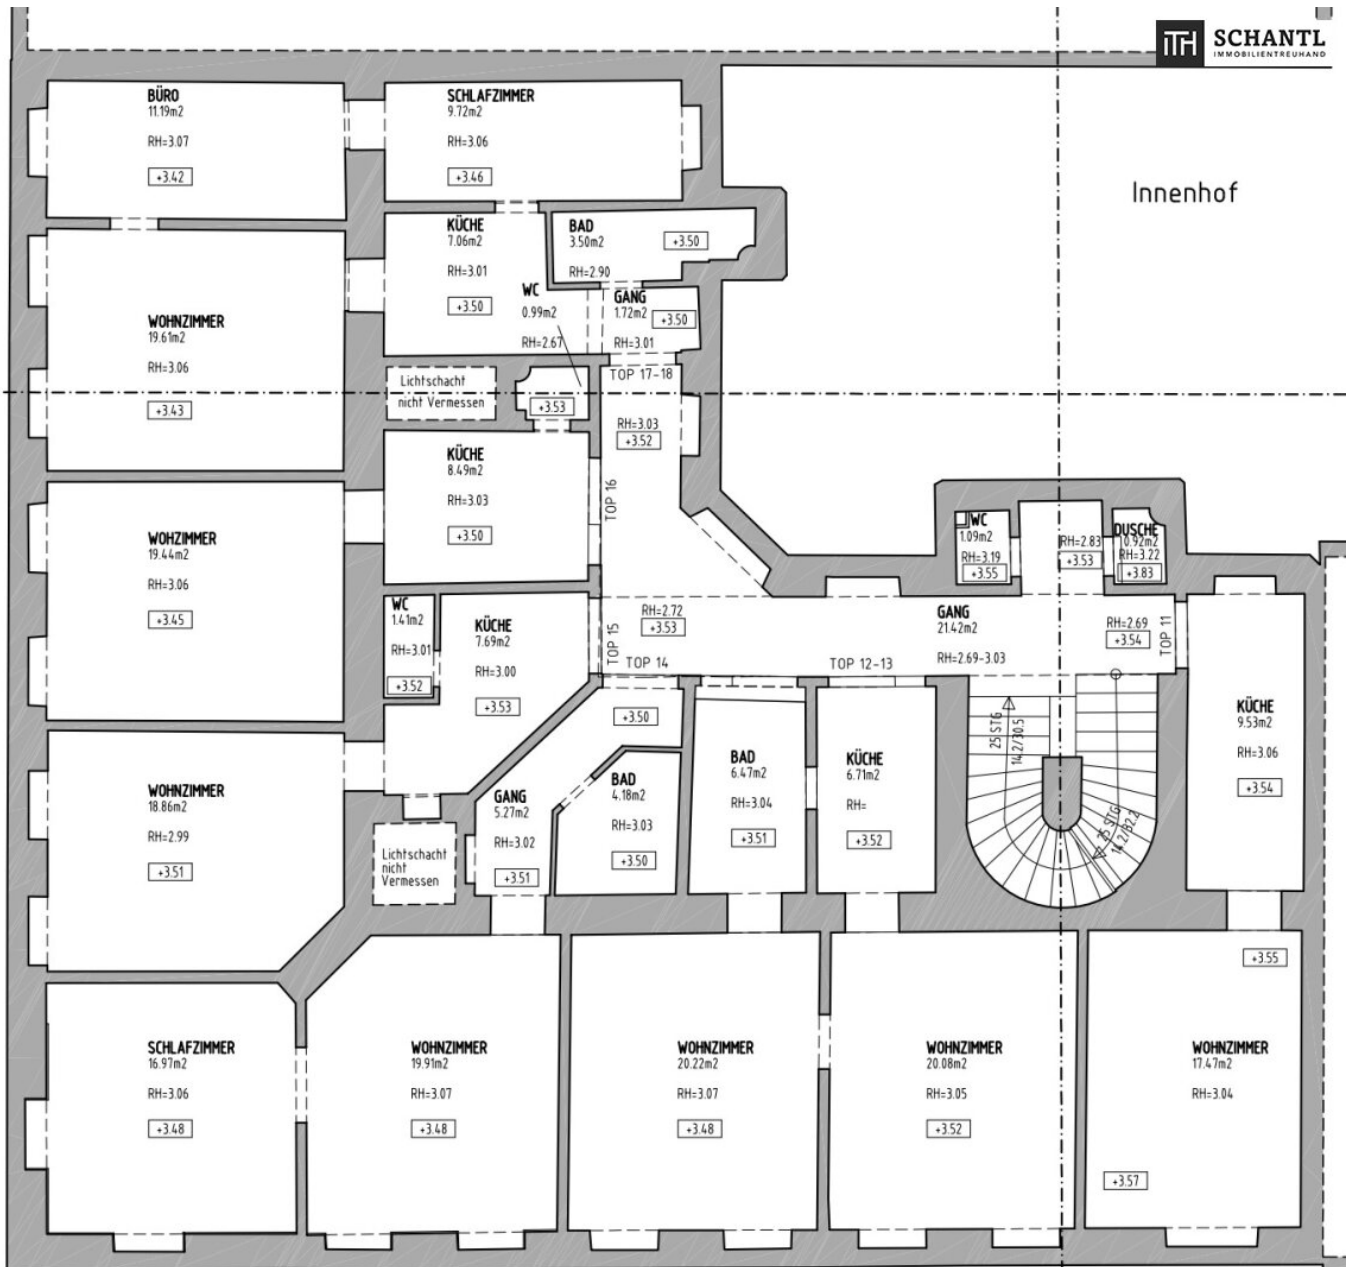 ITH SCHANTL
IMMOBILIENTREUHAND
BÜRO
11.19m2
RH=3.07
+3.42
SCHLAFZIMMER
9.72m2
RH=3.06
+3.46
Innenhof
KÜCHE
7.06m2
RH=3.01
+3.50
BAD
3.50m2
RH=2.90
+3.50
WC
0.99m2
RH=2.67
GANG
1.72m2
RH=3.01
+3.50
WOHNZIMMER
19.61m2
RH=3.06
+3.43
Lichtschacht
nicht Vermessen
+3.53
TOP 17-18
RH=3.03
+3.52
KÜCHE
8.49m2
RH=3.03
+3.50
TOP 16
WOHZIMMER
19.44m2
RH=3.06
+3.45
WC
1.09m2
RH=3.19
+3.55
RH=2.83
+3.53
DUSCHE
0.92m2
RH=3.22
+3.83
WC
1.41m2
RH=3.01
+3.52
KÜCHE
7.69m2
RH=3.00
+3.53
TOP 15
RH=2.72
+3.53
TOP 14
TOP 12-13
GANG
21.42m2
RH=2.69-3.03
RH=2.69
+3.54
TOP 11
KÜCHE
9.53m2
RH=3.06
+3.54
25 STG
14.2/30.5
25 STG
14.2/32.2
WOHNZIMMER
18.86m2
RH=2.99
+3.51
+3.50
GANG
5.27m2
RH=3.02
+3.51
BAD
4.18m2
RH=3.03
+3.50
BAD
6.47m2
RH=3.04
+3.51
KÜCHE
6.71m2
RH=
+3.52
Lichtschacht
nicht
Vermessen
SCHLAFZIMMER
16.97m2
RH=3.06
+3.48
WOHNZIMMER
19.91m2
RH=3.07
+3.48
WOHNZIMMER
20.22m2
RH=3.07
+3.48
WOHNZIMMER
20.08m2
RH=3.05
+3.52
+3.55
WOHNZIMMER
17.47m2
RH=3.04
+3.57